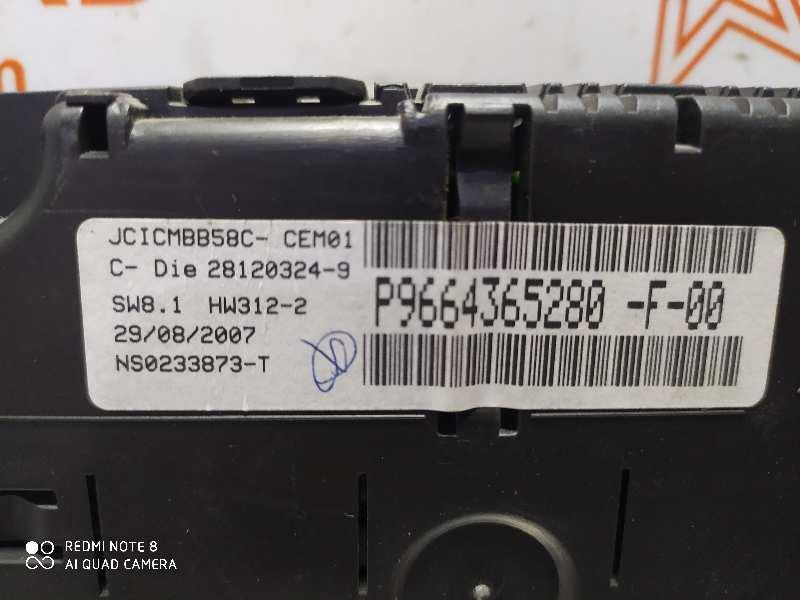 m
JCICMBB58C- CEM01
C- Die 28120324-9
SW8.1 HW312-2
29/08/2007
NS0233873-T
P9664365280 -F-00
REDMI NOTE 8
AI QUAD CAMERA